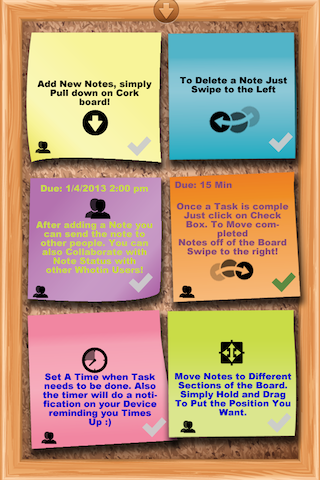 Add New Notes, simply
Pull down on Cork
board!
To Delete a Note Just
Swipe to the Left
Due: 1/4/2013 2:00 pm
After adding a Note you
can send the note to
other people. You can
also Collaborate with
Note Status with
other WhotIn Users!
Due: 15 Min
Once a Task is comple
Just click on Check
Box. To Move com-
pleted
Notes off of the Board
Swipe to the right!
Set A Time when Task
needs to be done. Also
the timer will do a noti-
fication on your Device
reminding you Times
Up :)
Move Notes to Different
Sections of the Board.
Simply Hold and Drag
To Put the Position You
Want.